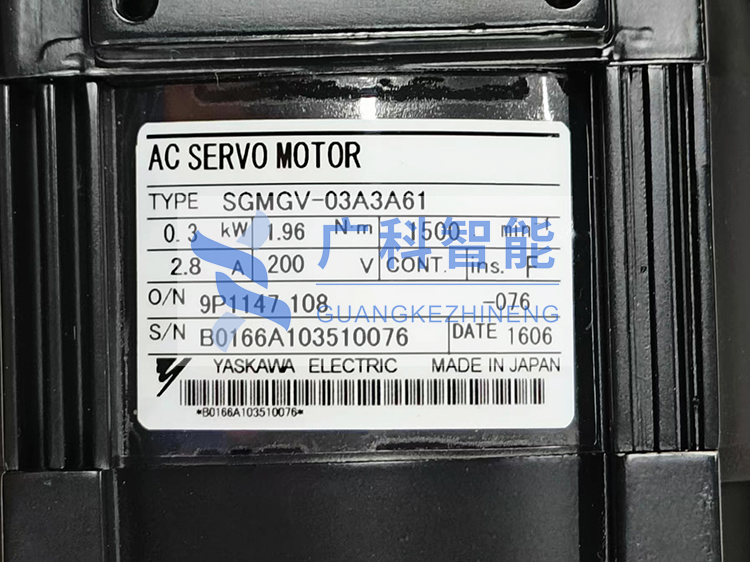 AC SERVO MOTOR
TYPE SGMGV-03A3A61
0.3 kW 1.96 N·m 1500 min⁻¹
2.8 A 200 V CONT. ins. F
广科智能
GUANGKEZHINENG
O/N 9P1147 108 -076
S/N B0166A103510076 DATE 1606
YASKAWA ELECTRIC MADE IN JAPAN
*B0166A103510076*